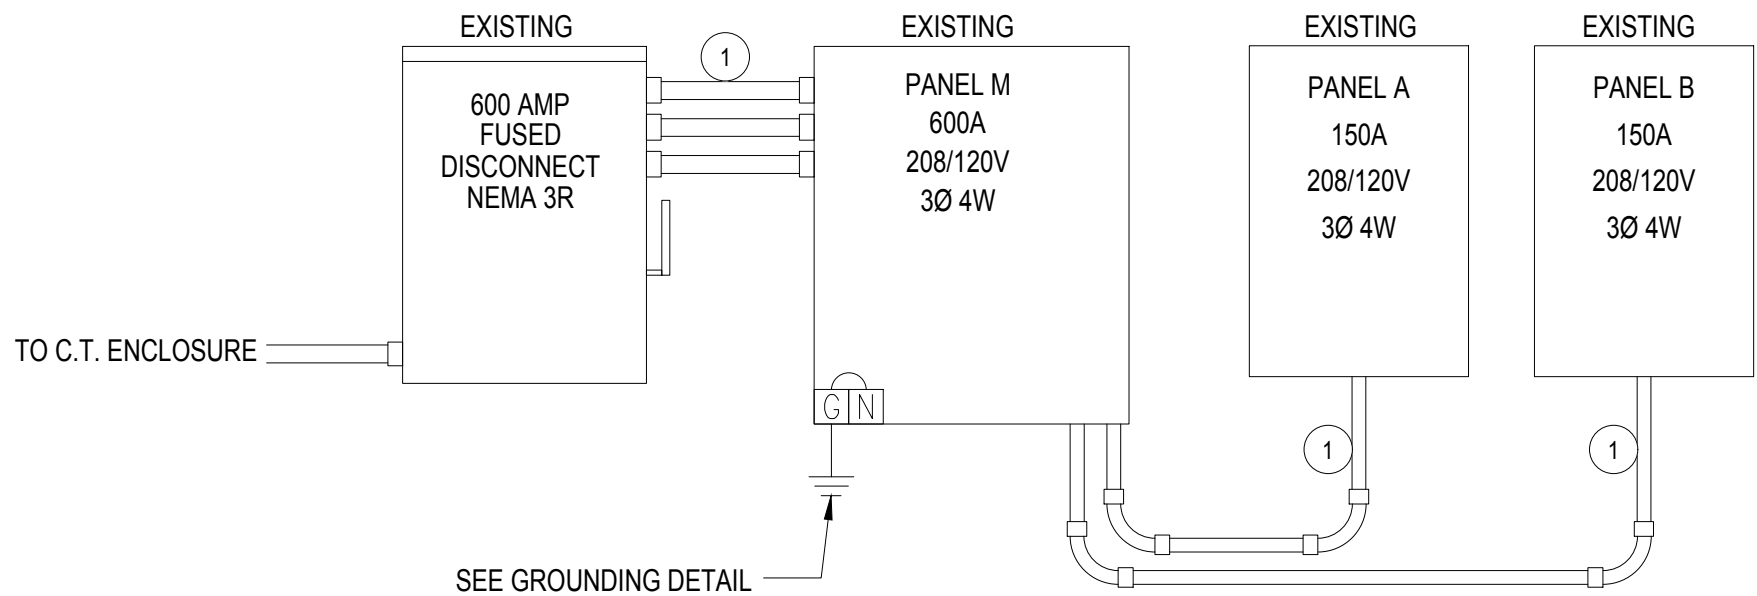 EXISTING
600 AMP
FUSED
DISCONNECT
NEMA 3R
TO C.T. ENCLOSURE
1
EXISTING
PANEL M
600A
208/120V
3Ø 4W
G N
SEE GROUNDING DETAIL
EXISTING
PANEL A
150A
208/120V
3Ø 4W
1
EXISTING
PANEL B
150A
208/120V
3Ø 4W
1